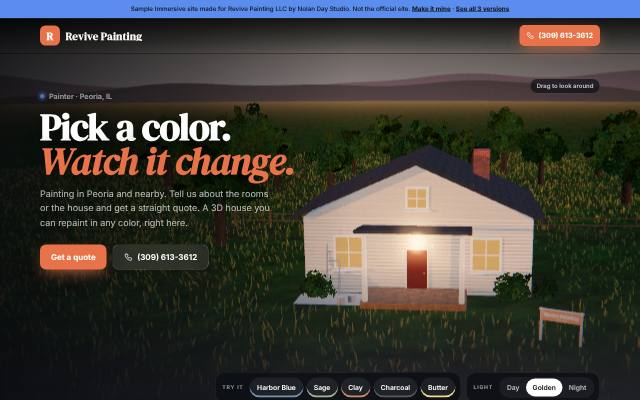 Sample Immersive site made for Revive Painting LLC by Nolan Day Studio. Not the official site. Make it mine · See all 3 versions
R Revive Painting
(309) 613-3612
Drag to look around
Painter · Peoria, IL
Pick a color.
Watch it change.
Painting in Peoria and nearby. Tell us about the rooms
or the house and get a straight quote. A 3D house you
can repaint in any color, right here.
Get a quote
(309) 613-3612
TRY IT Harbor Blue Sage Clay Charcoal Butter
LIGHT Day Golden Night